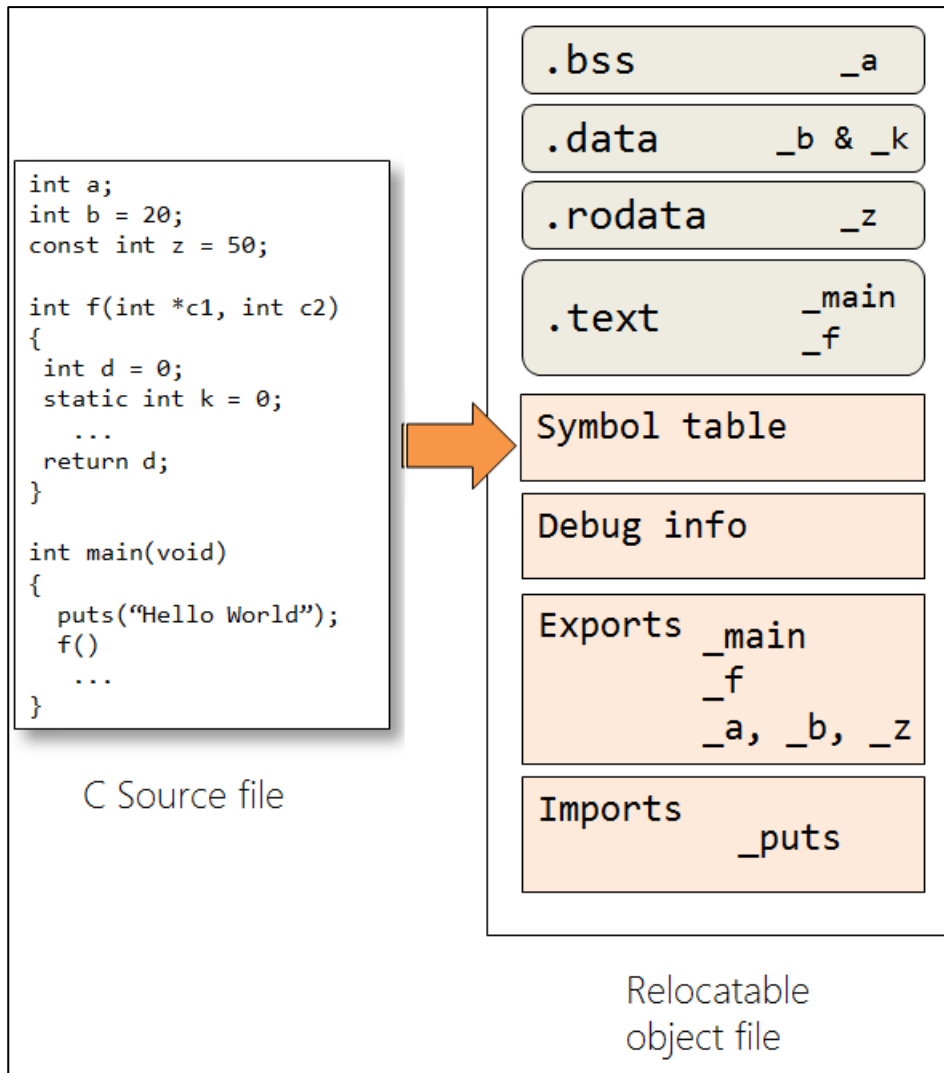 int a;
int b = 20;
const int z = 50;
int f(int *c1, int c2)
{
int d = 0;
static int k = 0;
...
return d;
}
int main(void)
{
puts(“Hello World”);
f()
...
}
C Source file
.bss _a
.data _b & _k
.rodata _z
.text _main
_f
Symbol table
Debug info
Exports _main
_f
_a, _b, _z
Imports
_puts
Relocatable
object file